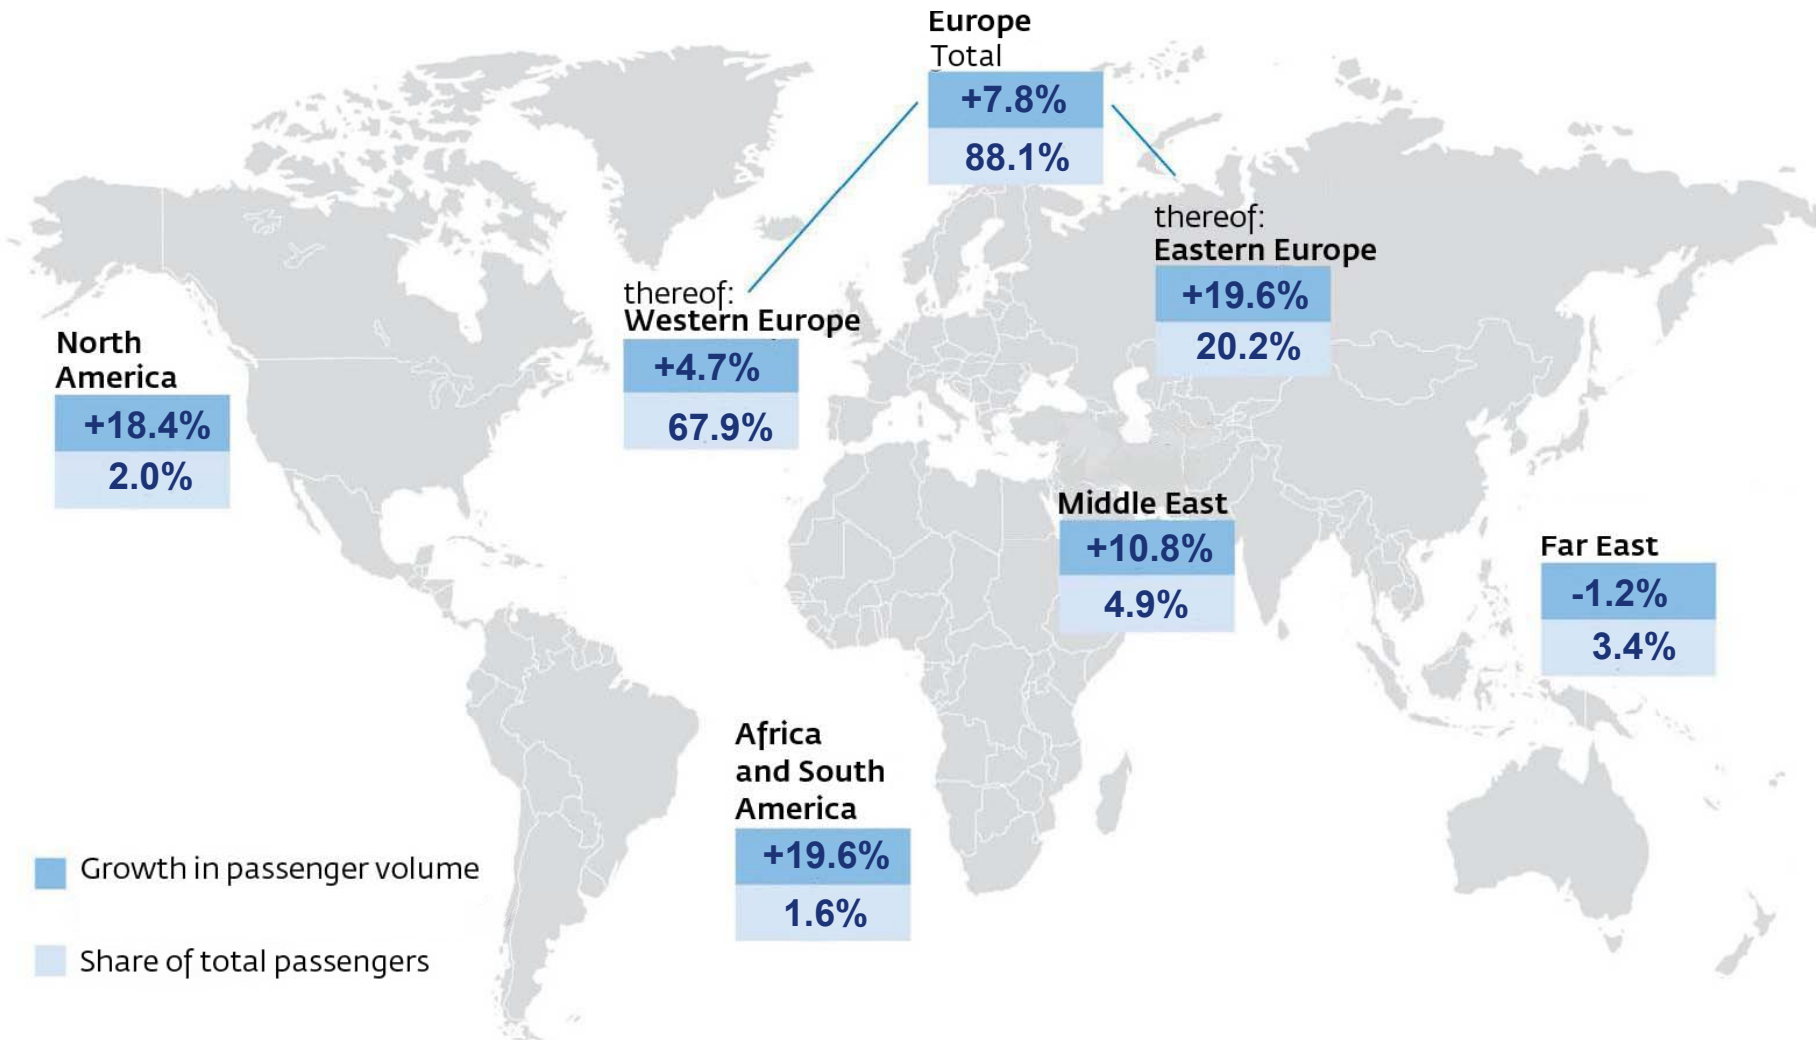 Europe
Total
+7.8%
88.1%
thereof:
Eastern Europe
+19.6%
20.2%
thereof:
Western Europe
+4.7%
67.9%
North
America
+18.4%
2.0%
Middle East
+10.8%
4.9%
Far East
-1.2%
3.4%
Africa
and South
America
+19.6%
1.6%
Growth in passenger volume
Share of total passengers